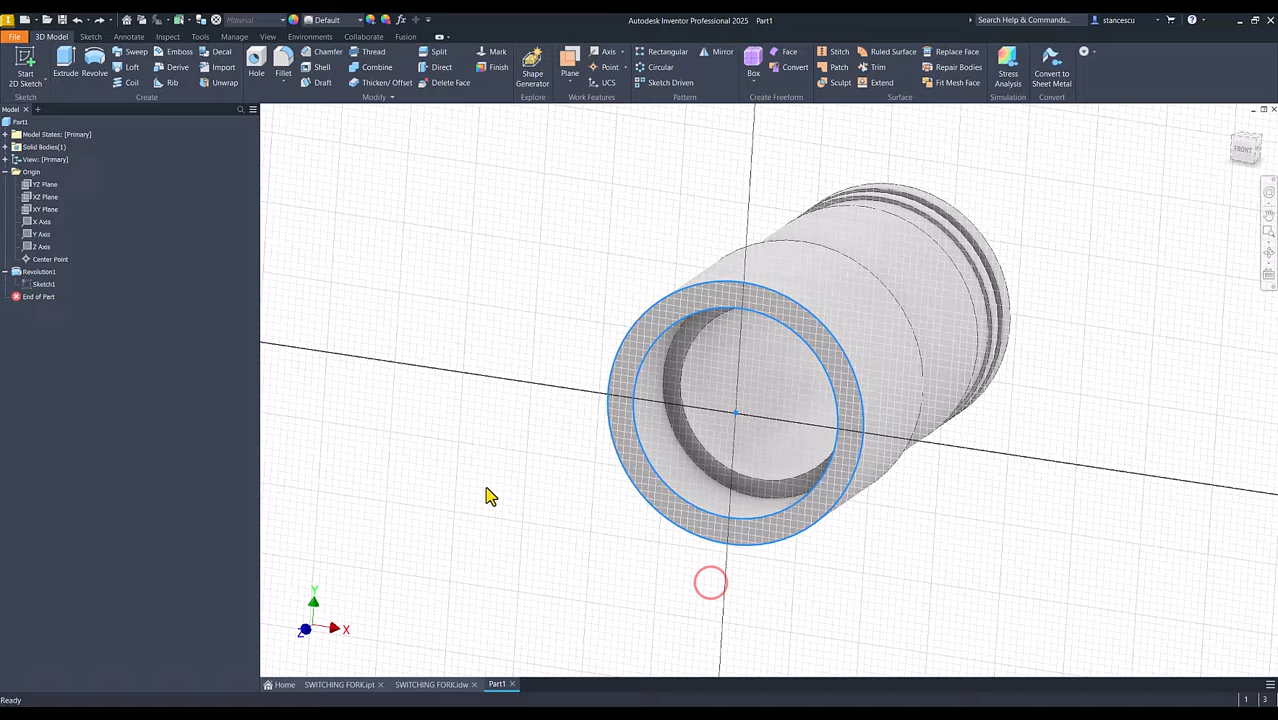 Material
Default
fx
Autodesk Inventor Professional 2025 Part1
Search Help & Commands...
stancescu
File 3D Model Sketch Annotate Inspect Tools Manage View Environments Collaborate Fusion
Start
2D Sketch
Extrude
Revolve
Sweep
Loft
Coil
Emboss
Derive
Rib
Decal
Import
Unwrap
Hole
Fillet
Chamfer
Shell
Draft
Thread
Combine
Thicken/ Offset
Split
Direct
Delete Face
Mark
Finish
Shape
Generator
Plane
Axis
Point
UCS
Rectangular
Circular
Sketch Driven
Mirror
Box
Face
Convert
Stitch
Patch
Sculpt
Ruled Surface
Trim
Extend
Replace Face
Repair Bodies
Fit Mesh Face
Stress
Analysis
Convert to
Sheet Metal
Sketch Create Modify Explore Work Features Pattern Create Freeform Surface Simulation Convert
Model
Part1
Model States: [Primary]
Solid Bodies(1)
View: [Primary]
Origin
YZ Plane
XZ Plane
XY Plane
X Axis
Y Axis
Z Axis
Center Point
Revolution1
Sketch1
End of Part
FRONT
Y
Z
X
Home SWITCHING FORK.ipt SWITCHING FORK.idw Part1
Ready
1 3